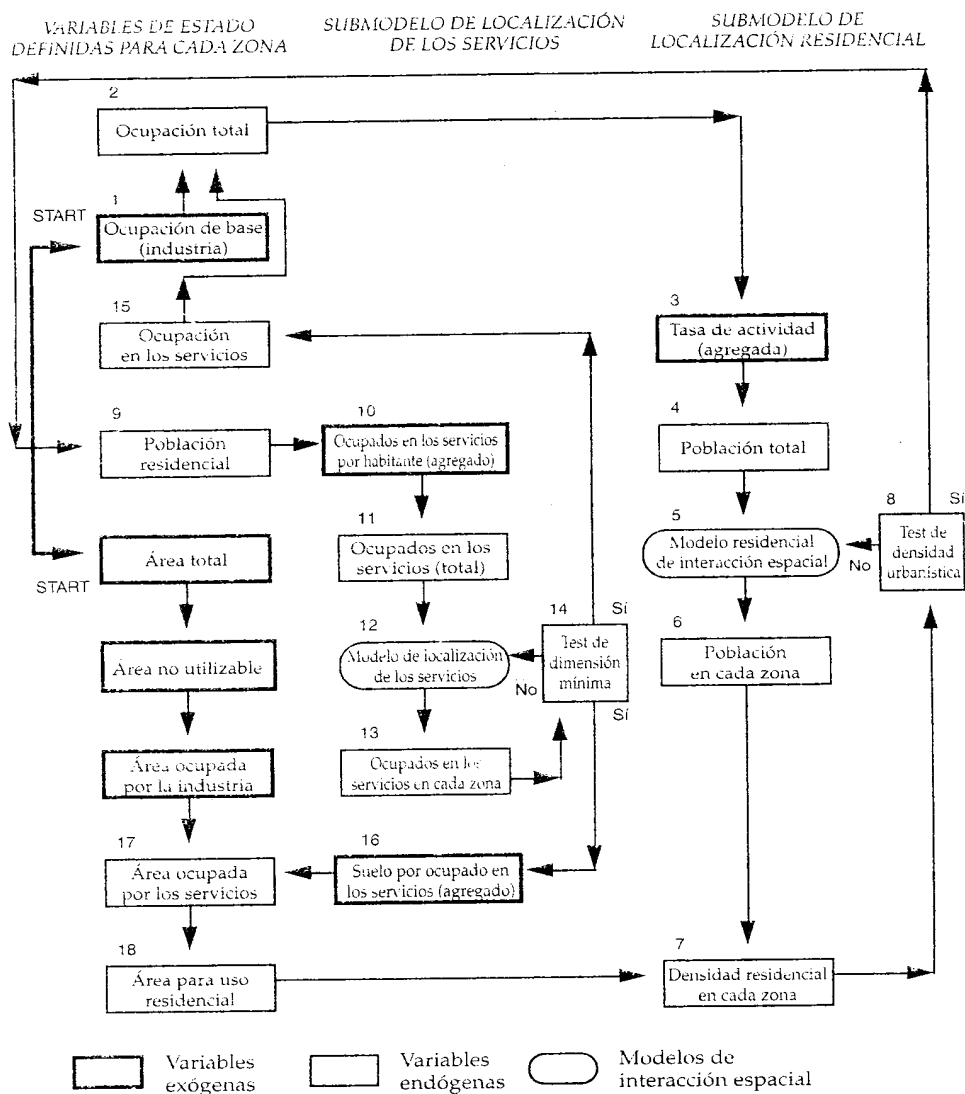 VARIABLES DE ESTADO
DEFINIDAS PARA CADA ZONA
SUBMODELO DE LOCALIZACIÓN
DE LOS SERVICIOS
SUBMODELO DE
LOCALIZACIÓN RESIDENCIAL
2
Ocupación total
START
1
Ocupación de base
(industria)
15
Ocupación
en los servicios
9
Población
residencial
Área total
START
Área no utilizable
Área ocupada
por la industria
17
Área ocupada
por los servicios
18
Área para uso
residencial
10
Ocupados en los servicios
por habitante (agregado)
11
Ocupados en los
servicios (total)
12
Modelo de localización
de los servicios
13
Ocupados en los
servicios en cada zona
14
Sí
Test de
dimensión
mínima
No
Sí
16
Suelo por ocupado en
los servicios (agregado)
3
Tasa de actividad
(agregada)
4
Población total
5
Modelo residencial
de interacción espacial
6
Población
en cada zona
7
Densidad residencial
en cada zona
8
Sí
Test de
densidad
urbanística
No
Variables
exógenas
Variables
endógenas
Modelos de
interacción espacial